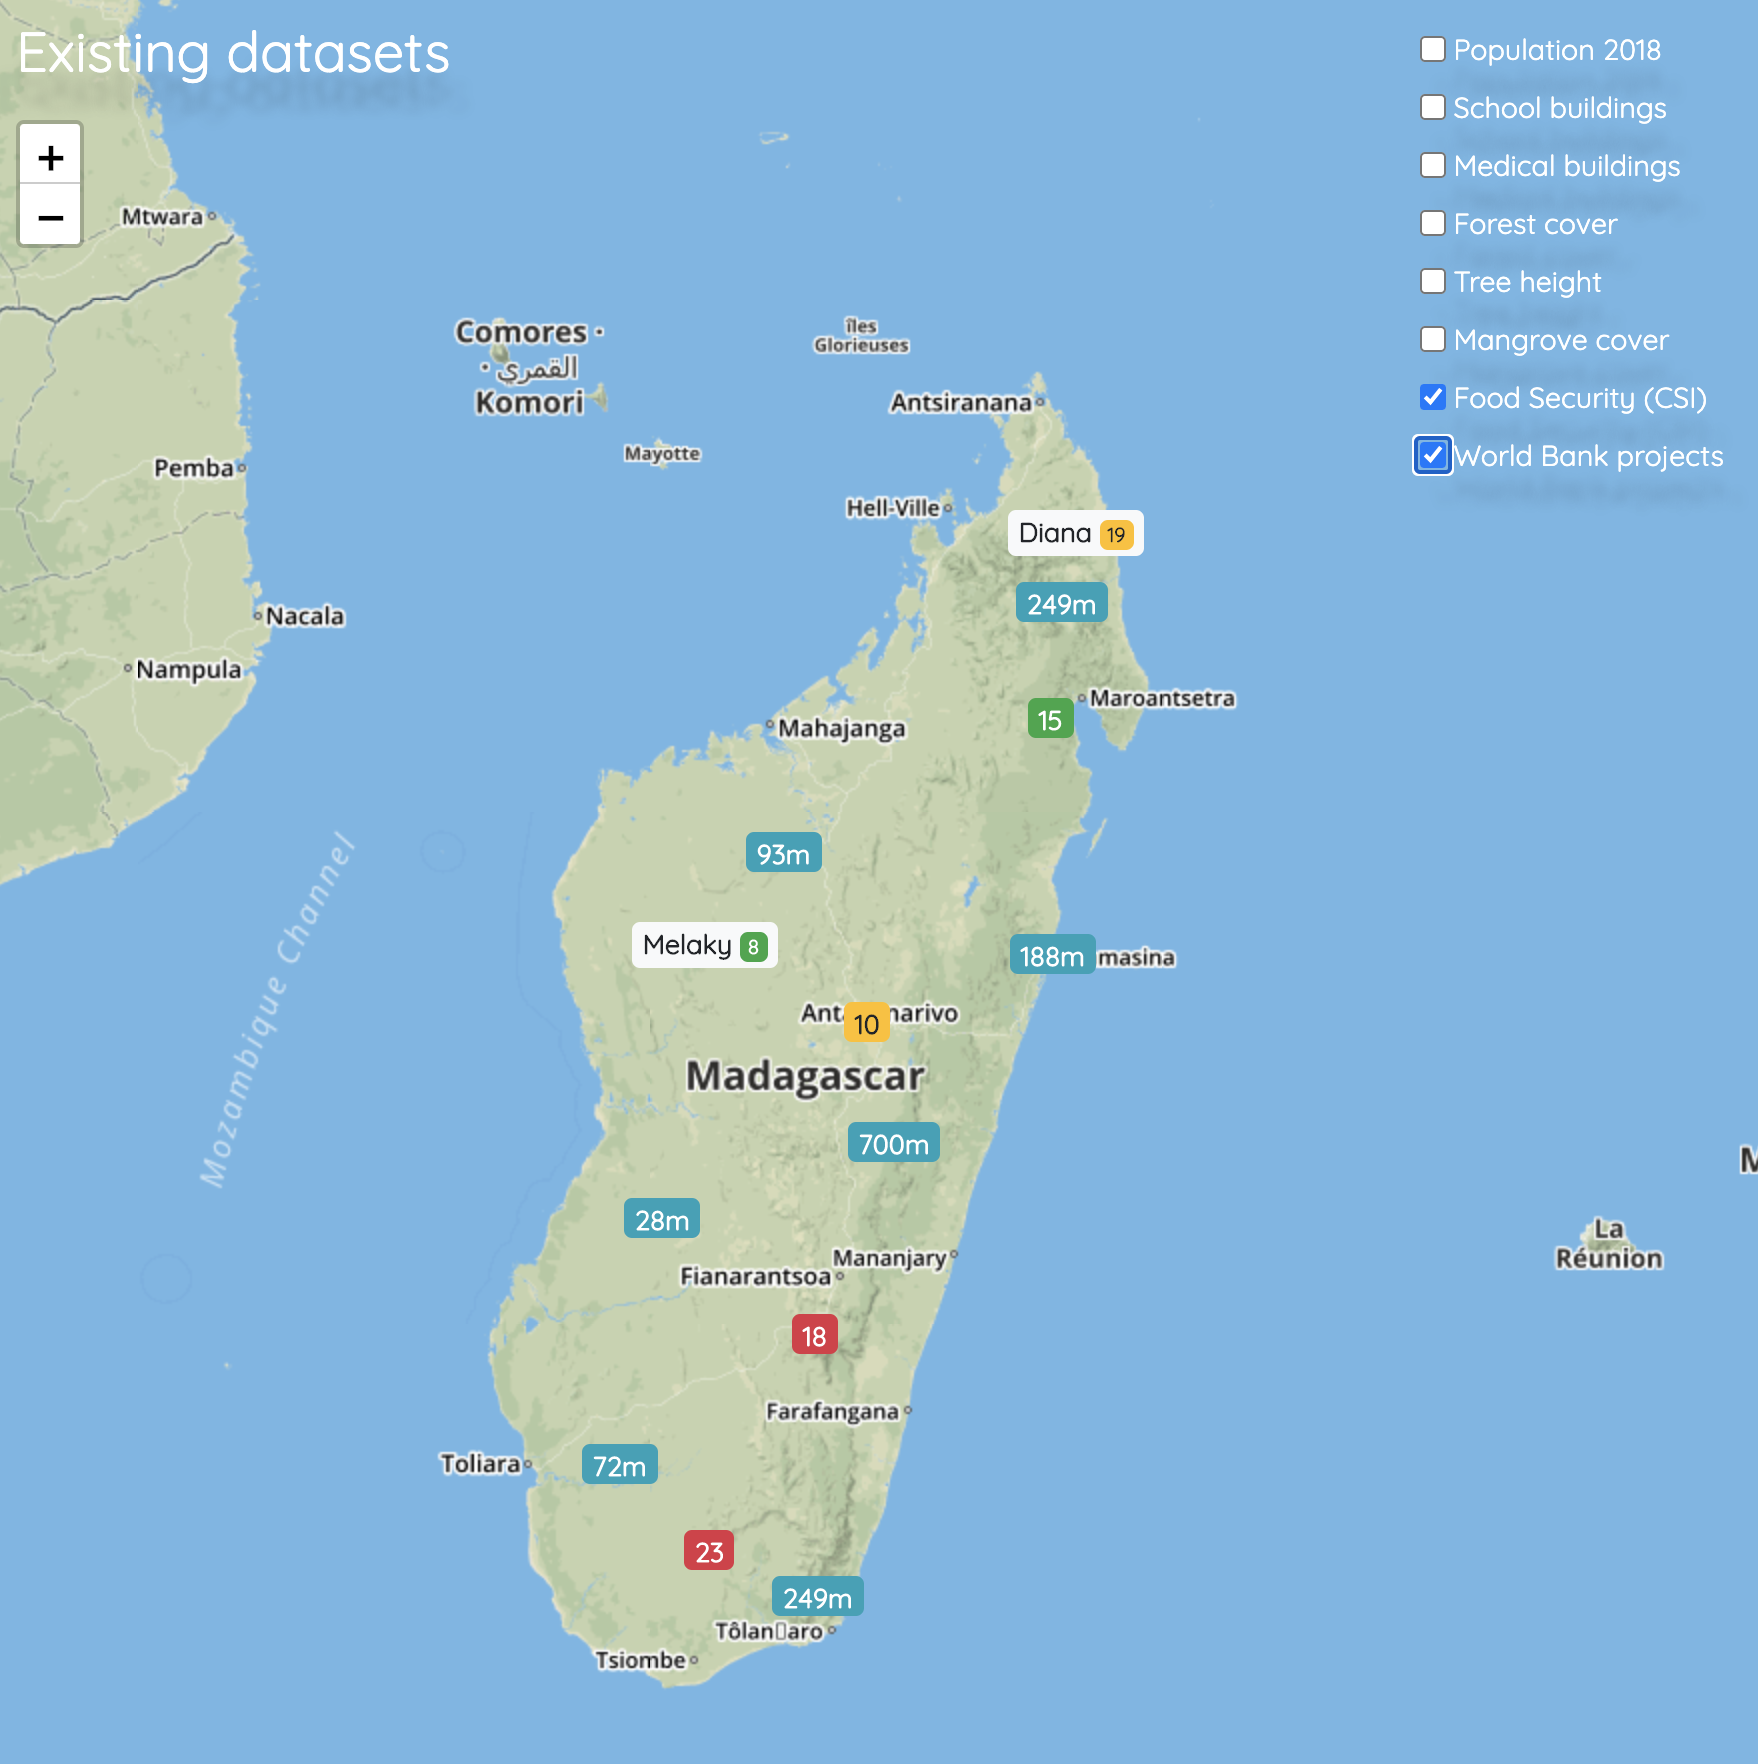 Existing datasets
+
−
Population 2018
School buildings
Medical buildings
Forest cover
Tree height
Mangrove cover
Food Security (CSI)
World Bank projects
Mtwara
Comores
القمري
Komori
Îles
Glorieuses
Antsiranana
Mayotte
Pemba
Hell-Ville
Diana 19
249m
Nacala
Nampula
Maroantsetra
15
Mahajanga
93m
Melaky 8
188m masina
Mozambique Channel
Ant narivo
10
Madagascar
700m
M
28m
La
Réunion
Mananjary
Fianarantsoa
18
Farafangana
Toliara
72m
23
249m
Tôlan▯aro
Tsiombe